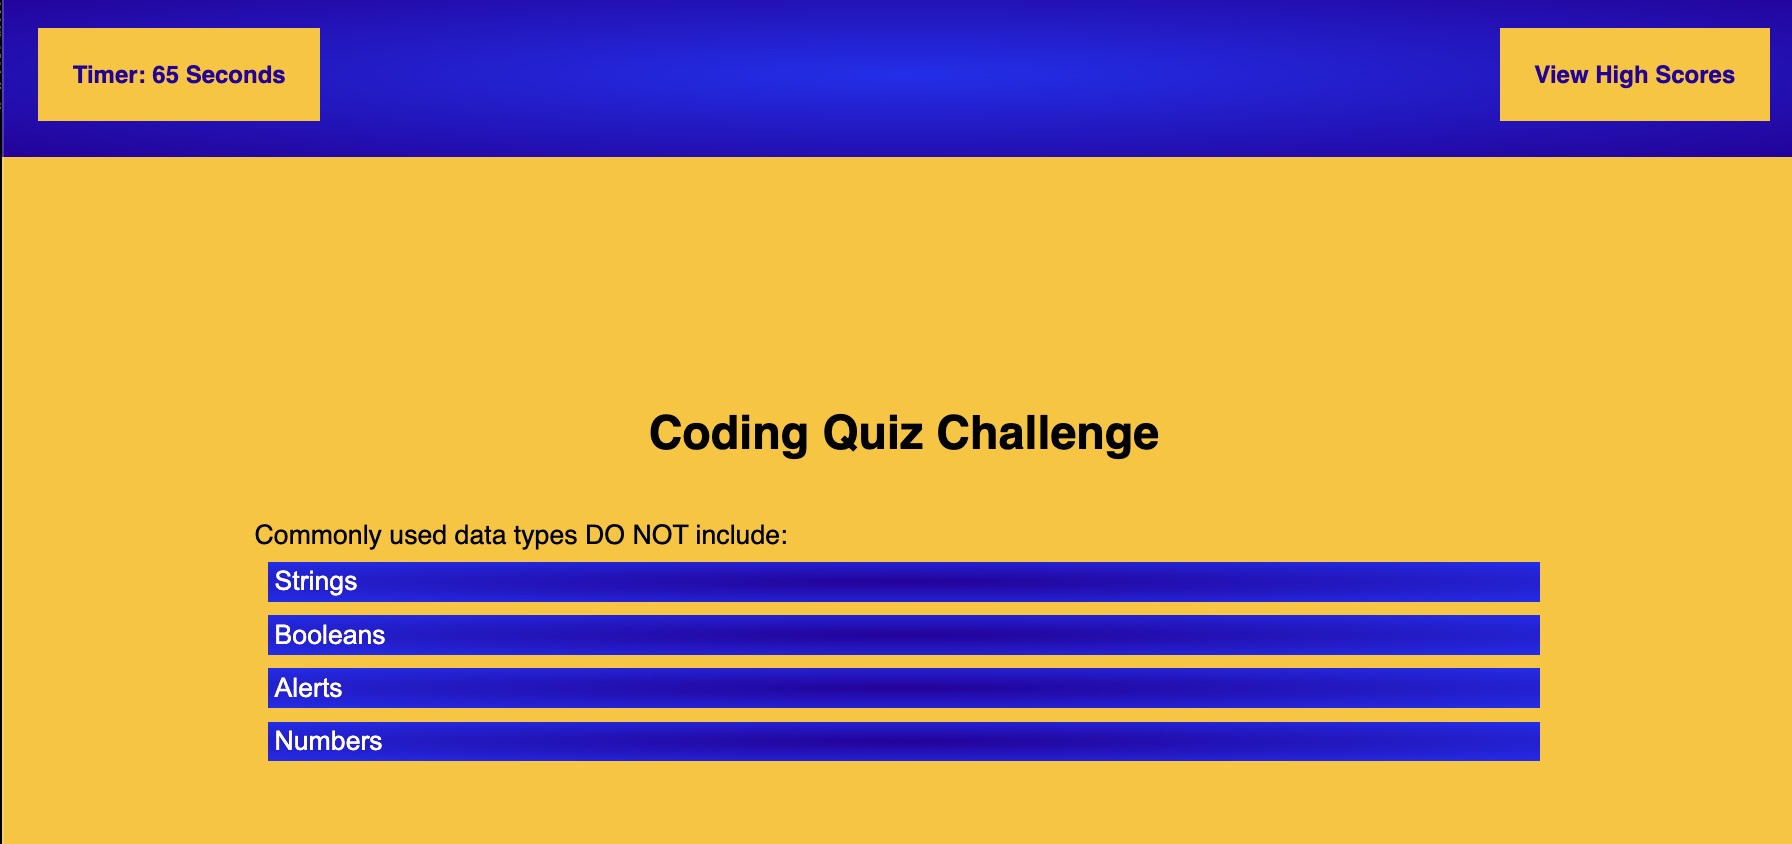 Timer: 65 Seconds
View High Scores
Coding Quiz Challenge
Commonly used data types DO NOT include:
Strings
Booleans
Alerts
Numbers